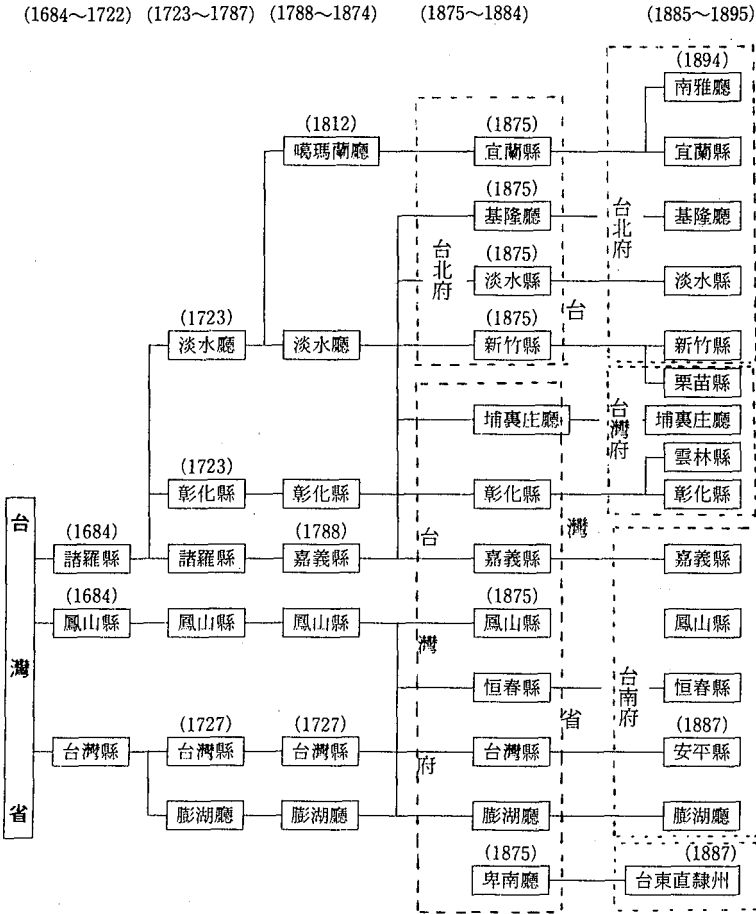 (1684～1722) (1723～1787) (1788～1874) (1875～1884) (1885～1895)
(1894)
南雅廳
(1812) (1875)
噶瑪蘭廳 宜蘭縣 宜蘭縣
(1875)
基隆廳 基隆廳
台北府 台北府
(1875)
淡水縣 淡水縣
(1723) (1875)
淡水廳 淡水廳 新竹縣 新竹縣
栗苗縣
埔裏庄廳 埔裏庄廳
台灣府
雲林縣
(1723)
彰化縣 彰化縣 彰化縣 彰化縣
(1684) (1788)
諸羅縣 諸羅縣 嘉義縣 嘉義縣 嘉義縣
(1684) (1875)
鳳山縣 鳳山縣 鳳山縣 鳳山縣 鳳山縣
恒春縣 恒春縣
台南府
(1727) (1727) (1887)
台灣縣 台灣縣 台灣縣 台灣縣 安平縣
膨湖廳 膨湖廳 膨湖廳 膨湖廳
(1875) (1887)
卑南廳 台東直隸州
台灣省
台灣府
台灣省